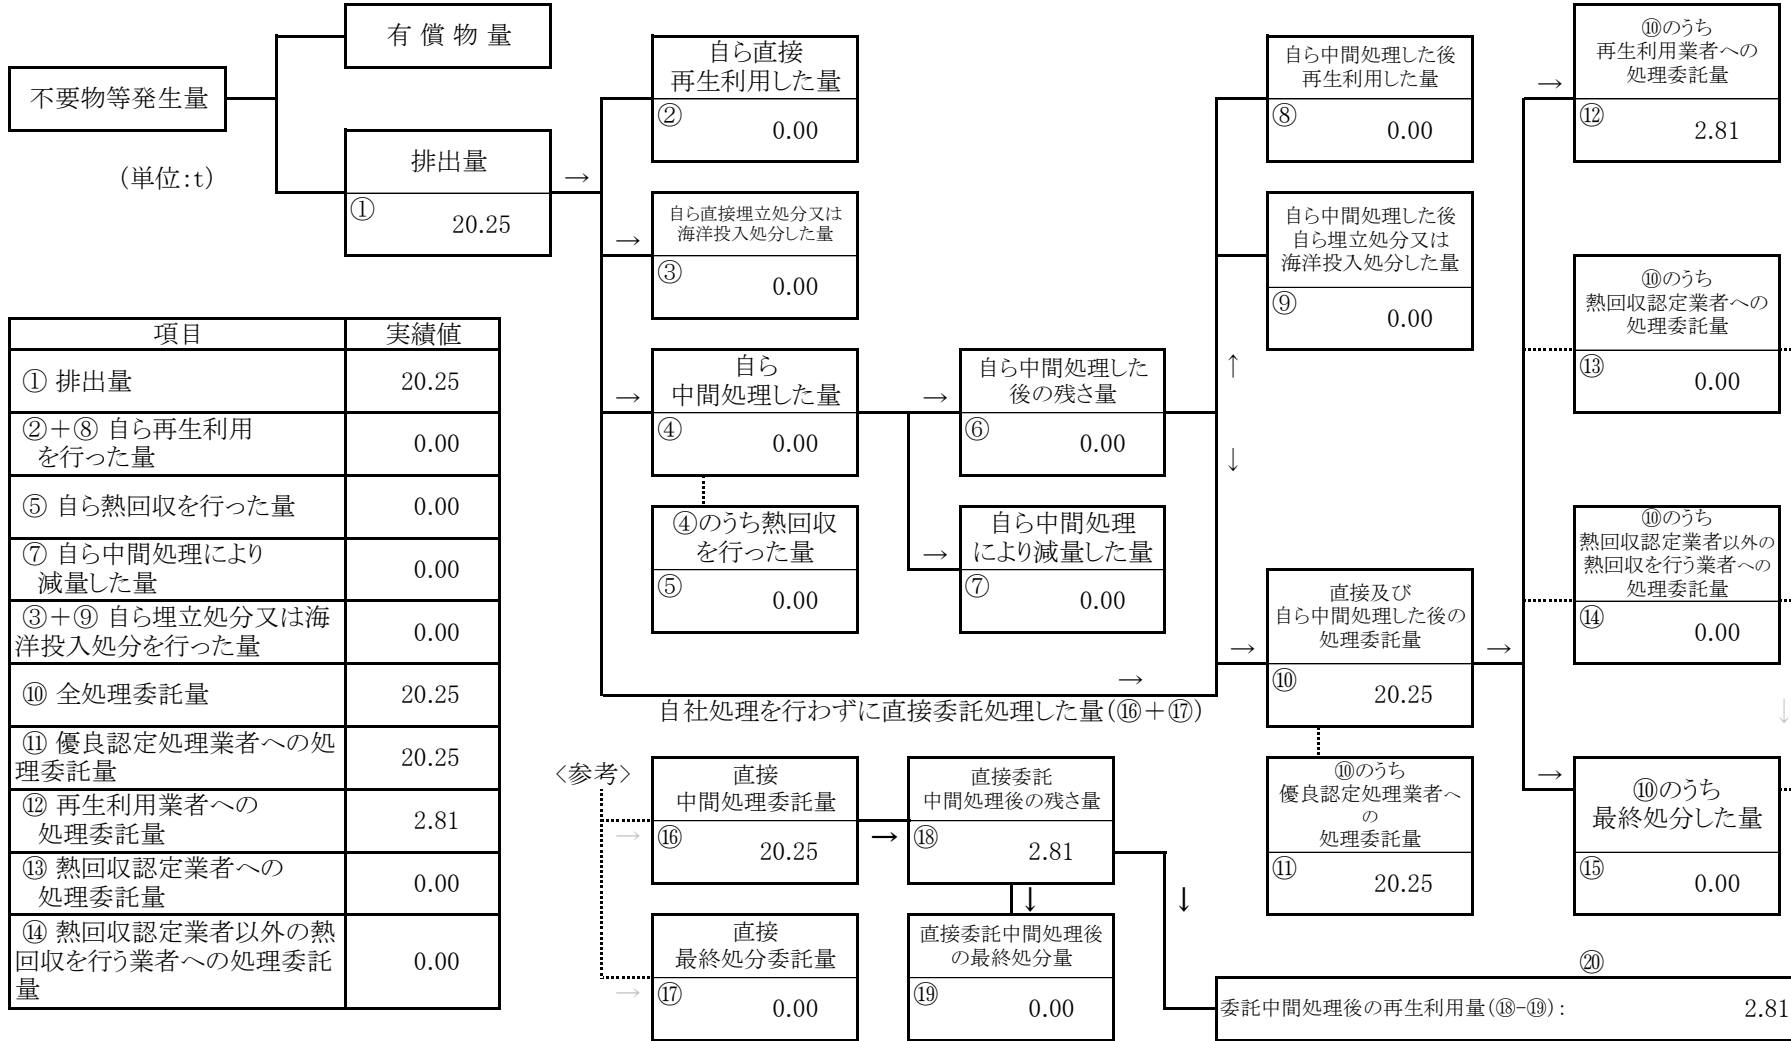 有 償 物 量
不要物等発生量
（単位：t）
排出量
①
20.25
→
自ら直接
再生利用した量
②
0.00
→
自ら直接埋立処分又は
海洋投入処分した量
③
0.00
→
自ら
中間処理した量
④
0.00
④のうち熱回収
を行った量
⑤
0.00
→
自ら中間処理した
後の残さ量
⑥
0.00
→
自ら中間処理
により減量した量
⑦
0.00
自ら中間処理した後
再生利用した量
⑧
0.00
自ら中間処理した後
自ら埋立処分又は
海洋投入処分した量
⑨
0.00
↑
↓
→
直接及び
自ら中間処理した後の
処理委託量
⑩
20.25
→
⑩のうち
優良認定処理業者へ
の
処理委託量
⑪
20.25
→
⑩のうち
再生利用業者への
処理委託量
⑫
2.81
⑩のうち
熱回収認定業者への
処理委託量
⑬
0.00
⑩のうち
熱回収認定業者以外の
熱回収を行う業者への
処理委託量
⑭
0.00
↓
→
⑩のうち
最終処分した量
⑮
0.00
→
自社処理を行わずに直接委託処理した量（⑯＋⑰）
項目 実績値
① 排出量 20.25
②＋⑧ 自ら再生利用
を行った量
0.00
⑤ 自ら熱回収を行った量 0.00
⑦ 自ら中間処理により
減量した量
0.00
③＋⑨ 自ら埋立処分又は海
洋投入処分を行った量
0.00
⑩ 全処理委託量 20.25
⑪ 優良認定処理業者への処
理委託量
20.25
⑫ 再生利用業者への
処理委託量
2.81
⑬ 熱回収認定業者への
処理委託量
0.00
⑭ 熱回収認定業者以外の熱
回収を行う業者への処理委託
量
0.00
〈参考〉
→
直接
中間処理委託量
⑯
20.25
→
直接委託
中間処理後の残さ量
⑱
2.81
↓
↓
→
直接
最終処分委託量
⑰
0.00
直接委託中間処理後
の最終処分量
⑲
0.00
⑳
委託中間処理後の再生利用量（⑱-⑲）： 2.81